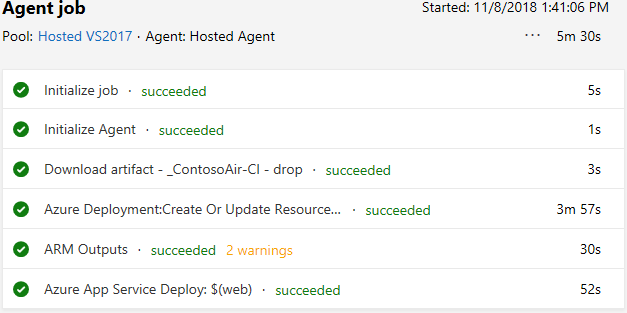 Agent job Started: 11/8/2018 1:41:06 PM
Pool: Hosted VS2017 · Agent: Hosted Agent ··· 5m 30s
Initialize job · succeeded 5s
Initialize Agent · succeeded 1s
Download artifact - _ContosoAir-CI - drop · succeeded 3s
Azure Deployment:Create Or Update Resource... · succeeded 3m 57s
ARM Outputs · succeeded 2 warnings 30s
Azure App Service Deploy: $(web) · succeeded 52s